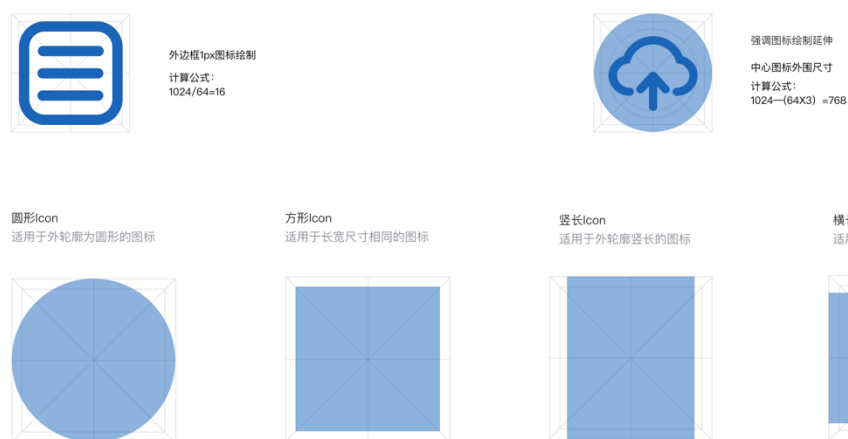 外边框1px图标绘制
计算公式:
1024/64=16
强调图标绘制延伸
中心图标外围尺寸
计算公式:
1024—(64X3) =768
圆形Icon
适用于外轮廓为圆形的图标
方形Icon
适用于长宽尺寸相同的图标
竖长Icon
适用于外轮廓竖长的图标
横
适